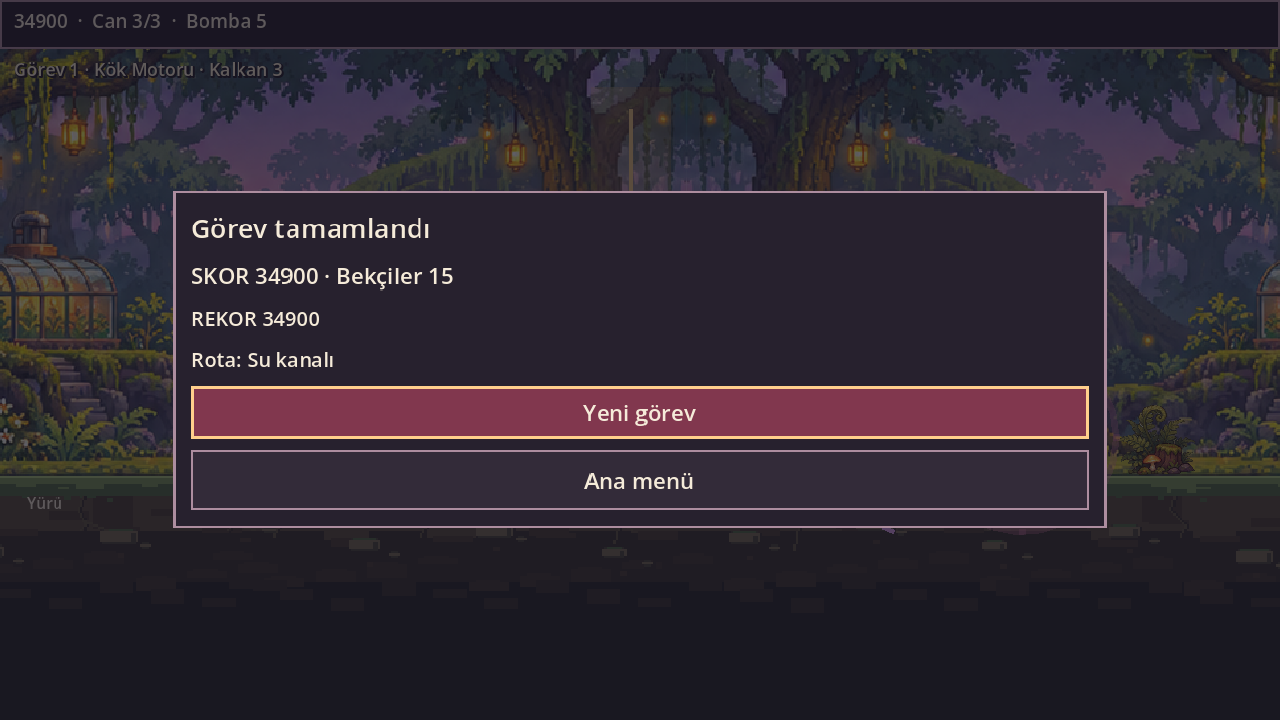 34900 · Can 3/3 · Bomba 5
Görev 1 · Kök Motoru · Kalkan 3
Görev tamamlandı
SKOR 34900 · Bekçiler 15
REKOR 34900
Rota: Su kanalı
Yeni görev
Ana menü
Yürü